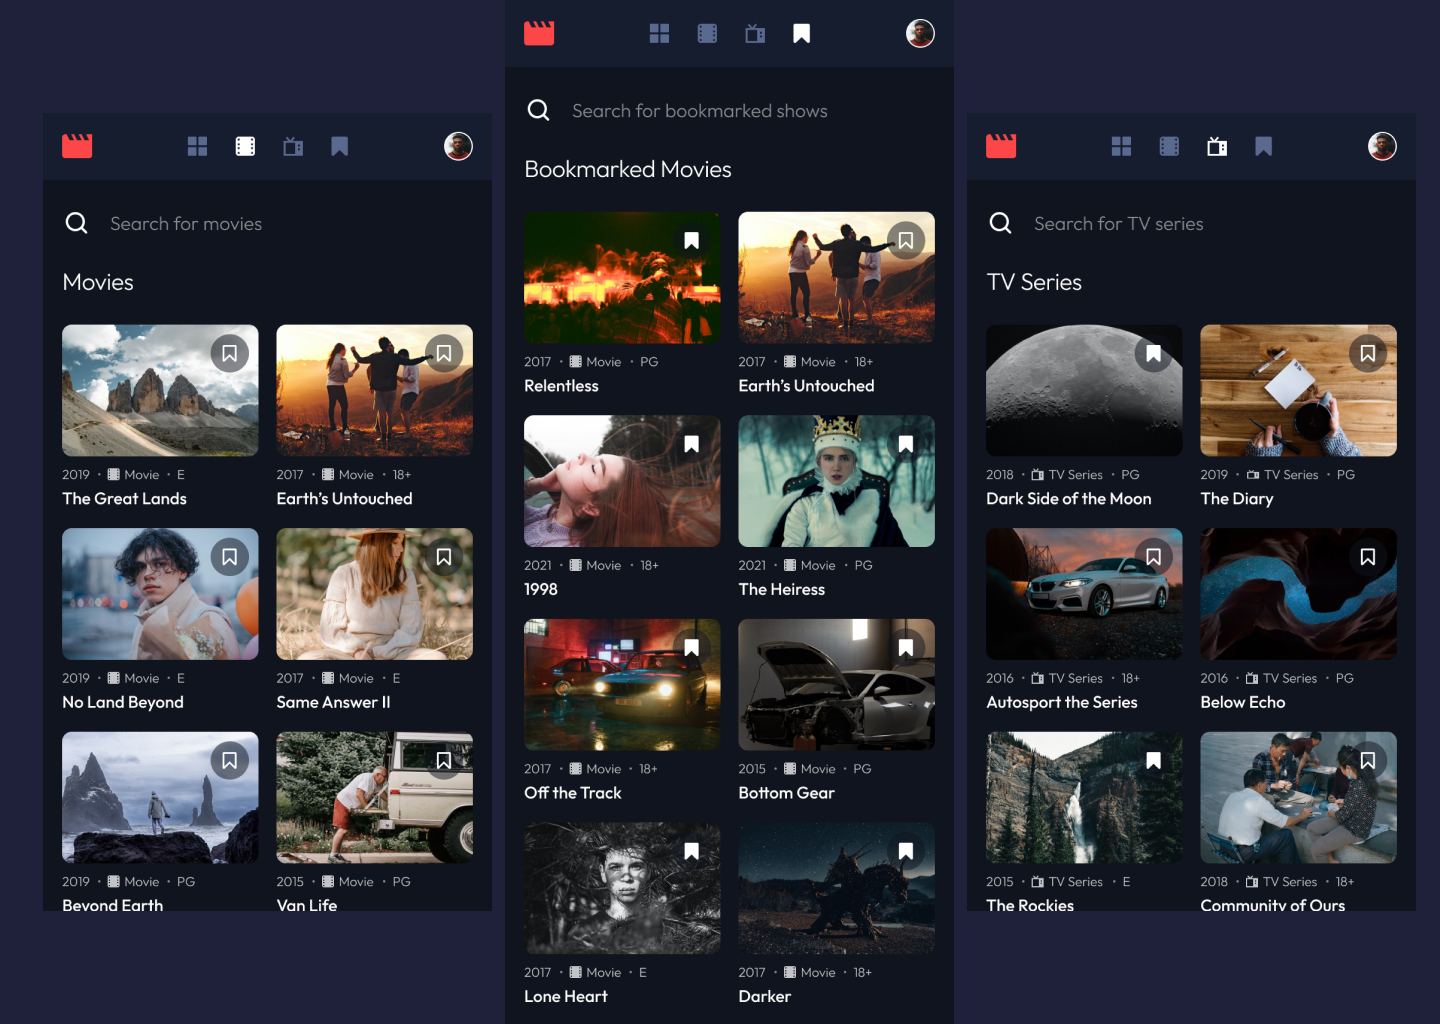 Search for movies
Movies
2019 · Movie · E
The Great Lands
2017 · Movie · 18+
Earth's Untouched
2019 · Movie · E
No Land Beyond
2017 · Movie · E
Same Answer II
2019 · Movie · PG
Beyond Earth
2015 · Movie · PG
Van Life
Search for bookmarked shows
Bookmarked Movies
2017 · Movie · PG
Relentless
2017 · Movie · 18+
Earth's Untouched
2021 · Movie · 18+
1998
2021 · Movie · PG
The Heiress
2017 · Movie · 18+
Off the Track
2015 · Movie · PG
Bottom Gear
2017 · Movie · E
Lone Heart
2017 · Movie · 18+
Darker
Search for TV series
TV Series
2018 · TV Series · PG
Dark Side of the Moon
2019 · TV Series · PG
The Diary
2016 · TV Series · 18+
Autosport the Series
2016 · TV Series · PG
Below Echo
2015 · TV Series · E
The Rockies
2018 · TV Series · 18+
Community of Ours